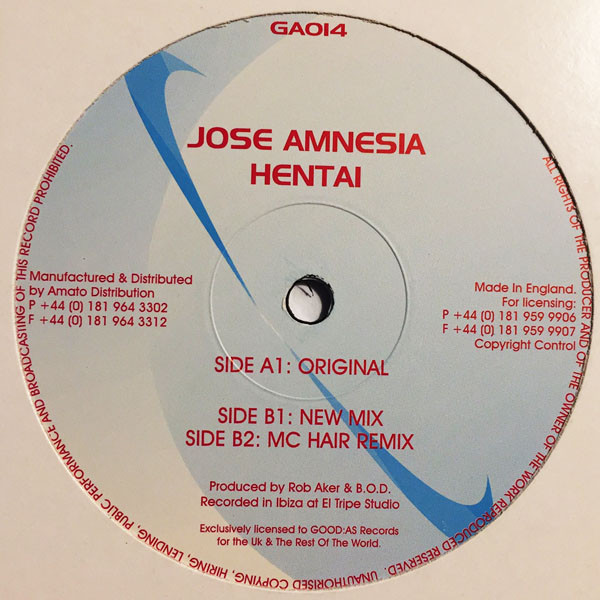 GA014
JOSE AMNESIA
HENTAI
Manufactured & Distributed
by Amato Distribution
P +44 (0) 181 964 3302
F +44 (0) 181 964 3312
Made In England.
For licensing:
P +44 (0) 181 959 9906
F +44 (0) 181 959 9907
Copyright Control
SIDE A1: ORIGINAL
SIDE B1: NEW MIX
SIDE B2: MC HAIR REMIX
Produced by Rob Aker & B.O.D.
Recorded in Ibiza at El Tripe Studio
Exclusively licensed to GOOD:AS Records
for the Uk & The Rest Of The World.
ALL RIGHTS OF THE PRODUCER AND OF THE OWNER OF THE WORK REPRODUCED RESERVED. UNAUTHORISED COPYING, HIRING, LENDING, PUBLIC PERFORMANCE AND BROADCASTING OF THIS RECORD PROHIBITED.